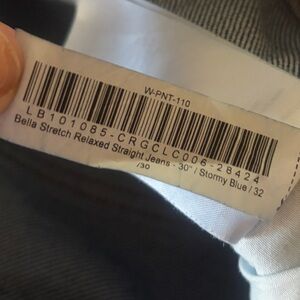 W-PNT-110
LB101085-CRGCLC006-28424
Bella Stretch Relaxed Straight Jeans - 30" / Stormy Blue / 32
/30